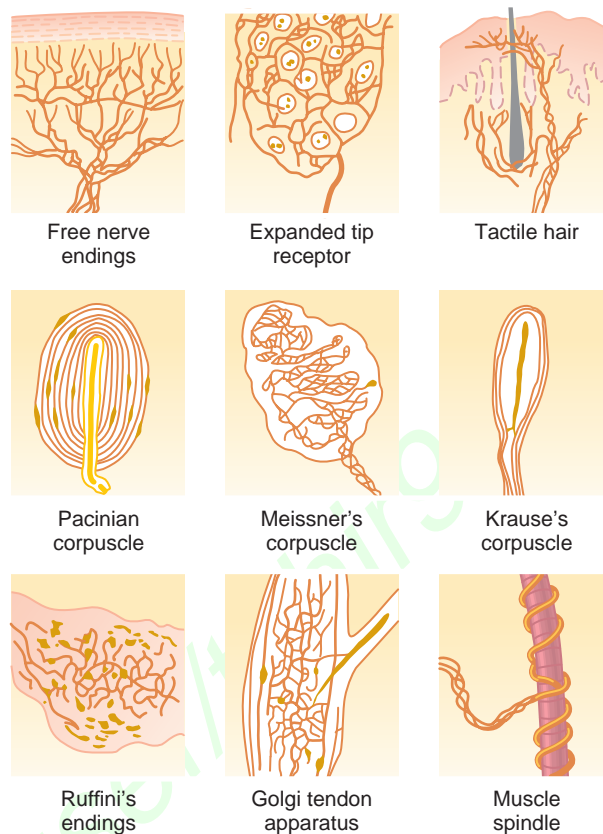 Free nerve
endings
Expanded tip
receptor
Tactile hair
Pacinian
corpuscle
Meissner’s
corpuscle
Krause’s
corpuscle
Ruffini’s
endings
Golgi tendon
apparatus
Muscle
spindle